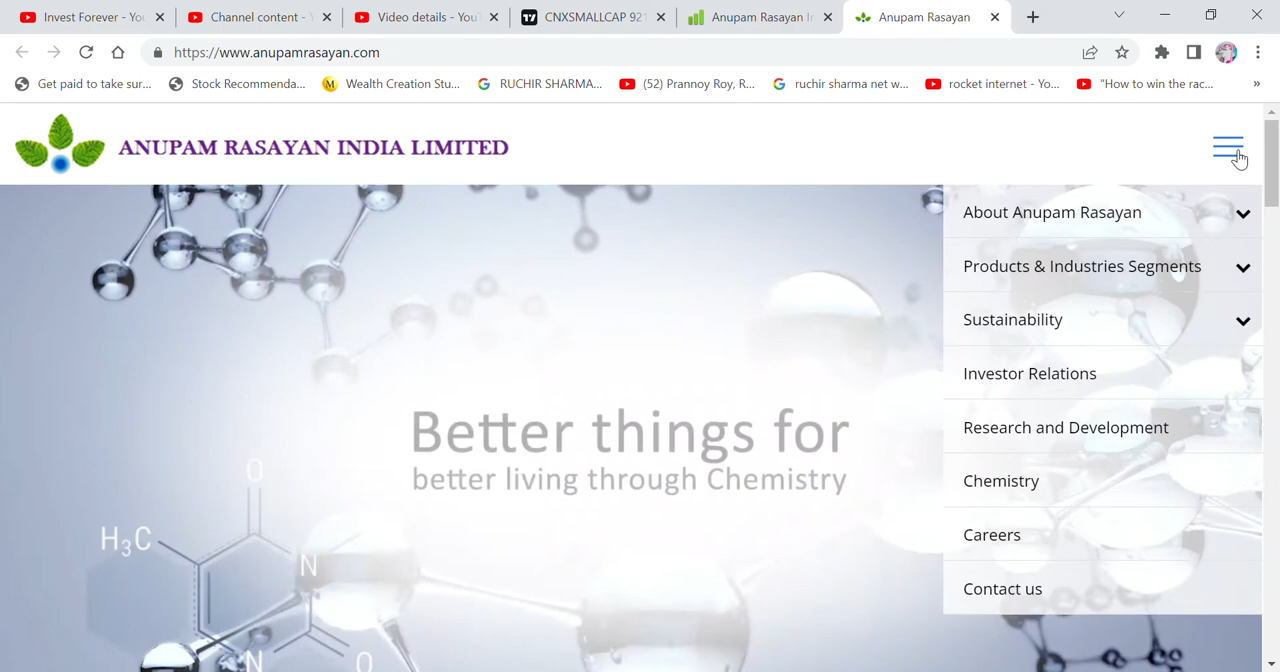 Invest Forever - Yo
Channel content - Y
Video details - YouT
CNXSMALLCAP 921
Anupam Rasayan In
Anupam Rasayan
https://www.anupamrasayan.com
Get paid to take sur...
Stock Recommenda...
Wealth Creation Stu...
RUCHIR SHARMA...
(52) Prannoy Roy, R...
ruchir sharma net w...
rocket internet - Yo...
"How to win the rac...
»
ANUPAM RASAYAN INDIA LIMITED
About Anupam Rasayan
Products & Industries Segments
Sustainability
Investor Relations
Research and Development
Chemistry
Careers
Contact us
Better things for
better living through Chemistry
O
H3C
N
N
O